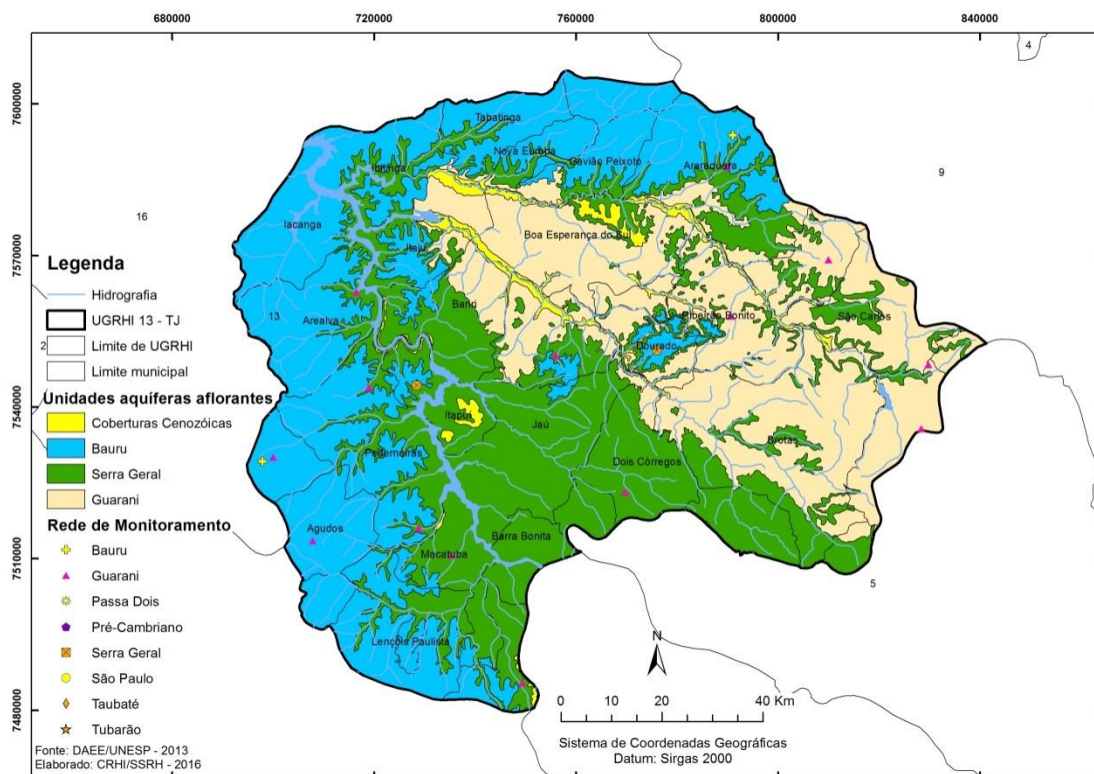 680000 720000 760000 800000 840000
4
7600000
Tabatinga
Nova Europa
Gavião Peixoto
Ibitinga
Araraquara
9
16
Iacanga
Boa Esperança do Sul
Itaju
7570000
Legenda
Hidrografia
UGRHI 13 - TJ
Limite de UGRHI
Limite municipal
13
2
Bariri
Arealva
Ribeirão Bonito
São Carlos
Dourado
7540000
Unidades aquíferas aflorantes
Coberturas Cenozóicas
Bauru
Serra Geral
Guarani
Itapuí
Jaú
Brotas
Pederneiras
Dois Córregos
Rede de Monitoramento
Bauru
Guarani
Passa Dois
Pré-Cambriano
Serra Geral
São Paulo
Taubaté
Tubarão
Agudos
Barra Bonita
7510000
Macatuba
5
Lençóis Paulista
N
7480000
0 10 20 40 Km
Sistema de Coordenadas Geográficas
Datum: Sirgas 2000
Fonte: DAEE/UNESP - 2013
Elaborado: CRHI/SSRH - 2016